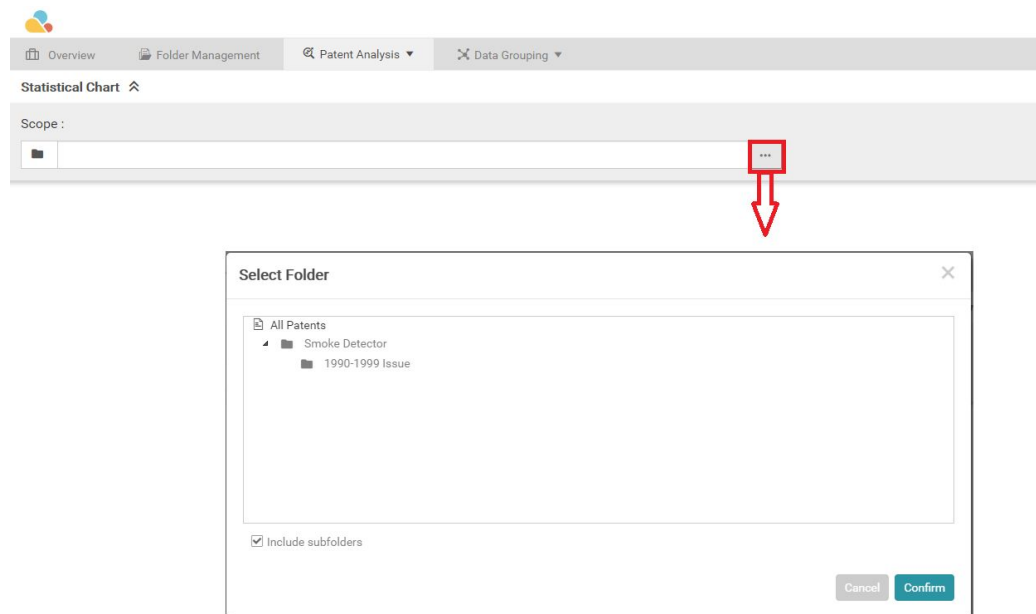 Overview Folder Management Patent Analysis Data Grouping
Statistical Chart
Scope :
Select Folder
All Patents
Smoke Detector
1990-1999 Issue
Include subfolders
Cancel Confirm